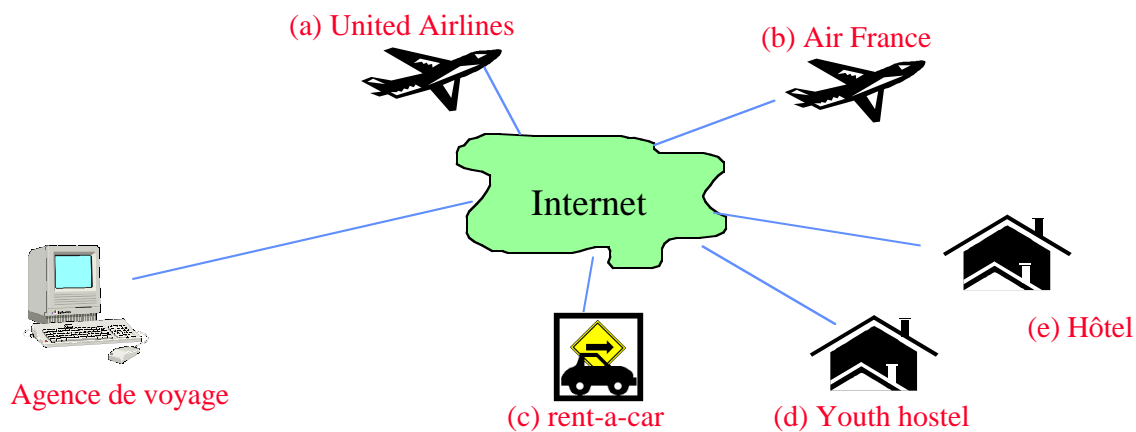 (a) United Airlines
(b) Air France
Internet
(e) Hôtel
Agence de voyage
(c) rent-a-car
(d) Youth hostel